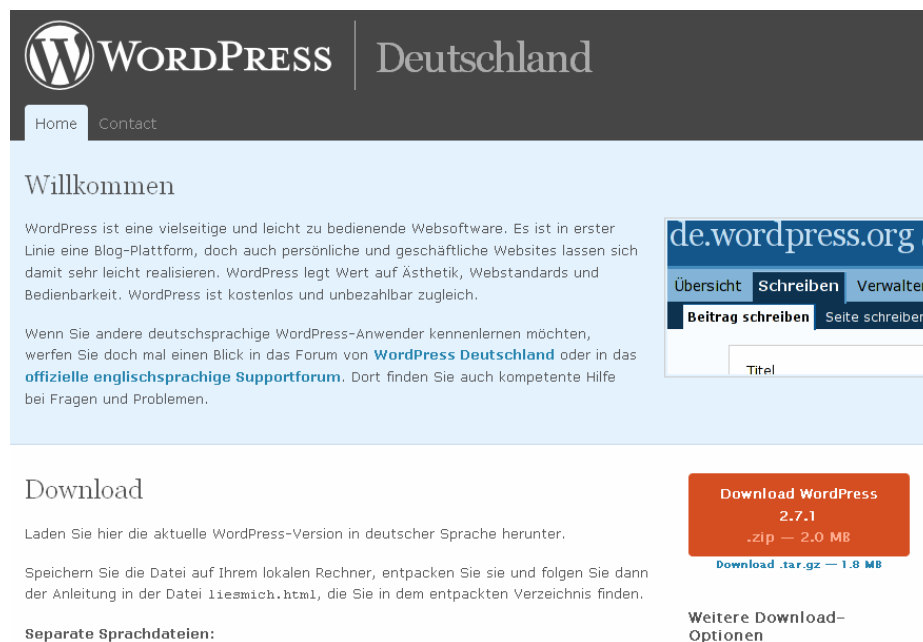 WORDPRESS Deutschland
Home Contact
Willkommen
WordPress ist eine vielseitige und leicht zu bedienende Websoftware. Es ist in erster
Linie eine Blog-Plattform, doch auch persönliche und geschäftliche Websites lassen sich
damit sehr leicht realisieren. WordPress legt Wert auf Ästhetik, Webstandards und
Bedienbarkeit. WordPress ist kostenlos und unbezahlbar zugleich.
Wenn Sie andere deutschsprachige WordPress-Anwender kennenlernen möchten,
werfen Sie doch mal einen Blick in das Forum von WordPress Deutschland oder in das
offizielle englischsprachige Supportforum. Dort finden Sie auch kompetente Hilfe
bei Fragen und Problemen.
de.wordpress.org
Übersicht Schreiben Verwalten
Beitrag schreiben Seite schreiben
Titel
Download
Laden Sie hier die aktuelle WordPress-Version in deutscher Sprache herunter.
Speichern Sie die Datei auf Ihrem lokalen Rechner, entpacken Sie sie und folgen Sie dann
der Anleitung in der Datei liesmich.html, die Sie in dem entpackten Verzeichnis finden.
Separate Sprachdateien:
Download WordPress
2.7.1
.zip — 2.0 MB
Download .tar.gz — 1.8 MB
Weitere Download-
Optionen